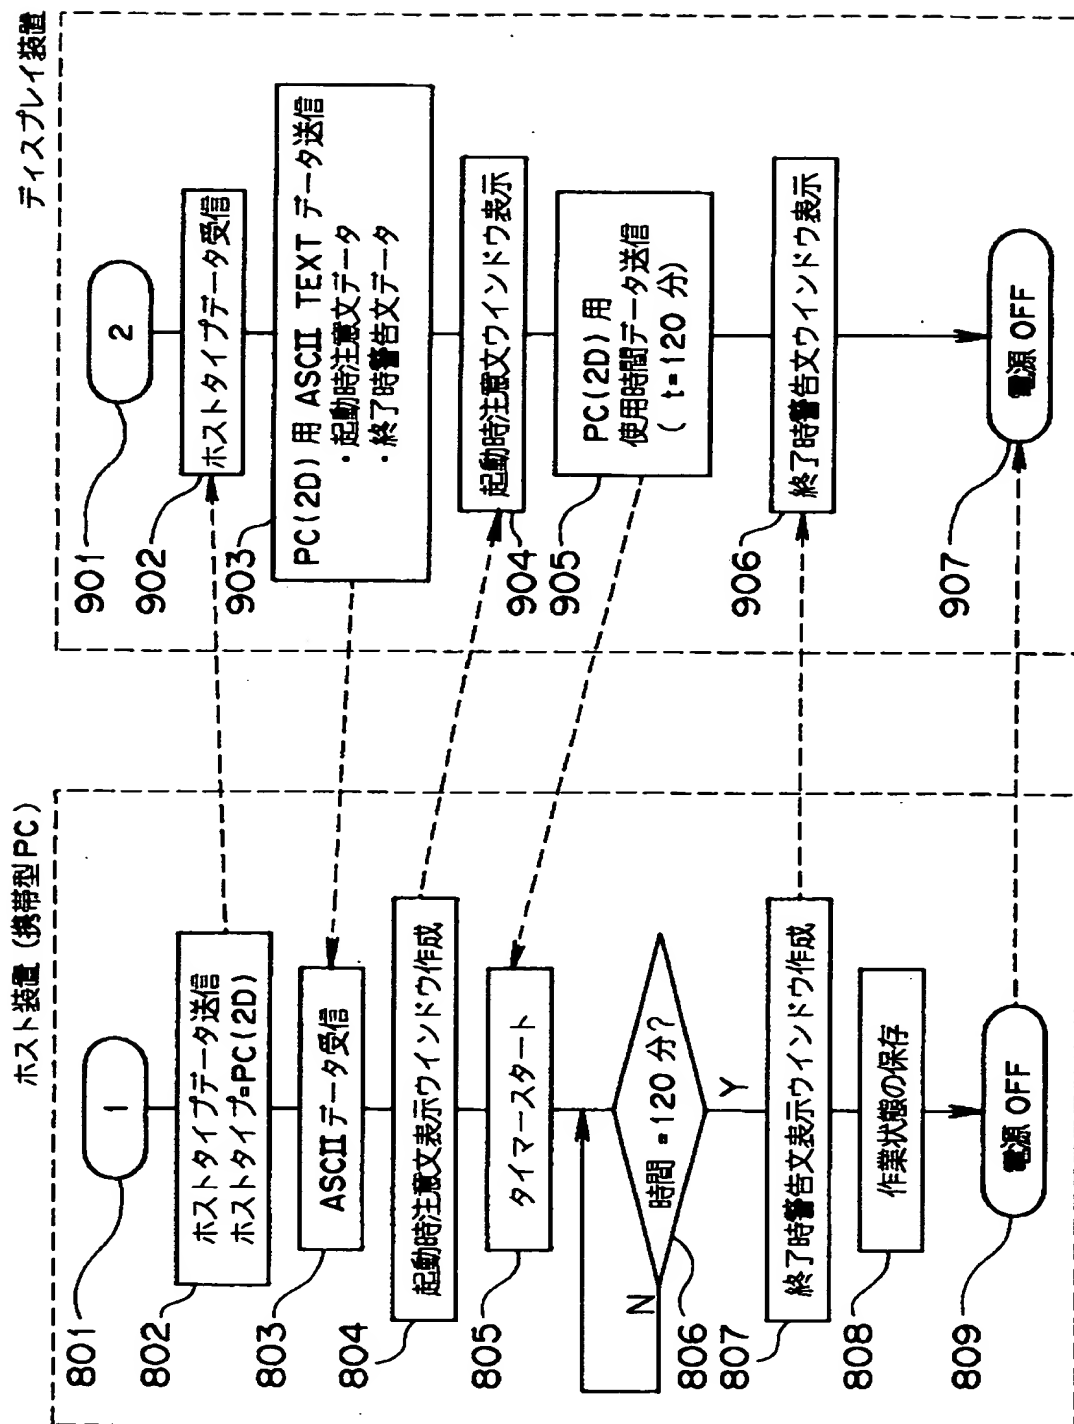 ホスト装置 (携帯型PC)
1
801
ホストタイプデータ送信
ホストタイプ=PC(2D)
802
ASCII データ受信
803
起動時注意文表示ウインドウ作成
804
タイマースタート
805
時間 = 120 分?
N
Y
806
終了時警告文表示ウインドウ作成
807
作業状態の保存
808
電源 OFF
809
ディスプレイ装置
2
901
ホストタイプデータ受信
902
PC(2D)用 ASCII TEXT データ送信
・起動時注意文データ
・終了時警告文データ
903
起動時注意文ウインドウ表示
904
PC(2D)用
使用時間データ送信
( t=120 分)
905
終了時警告文ウインドウ表示
906
電源 OFF
907